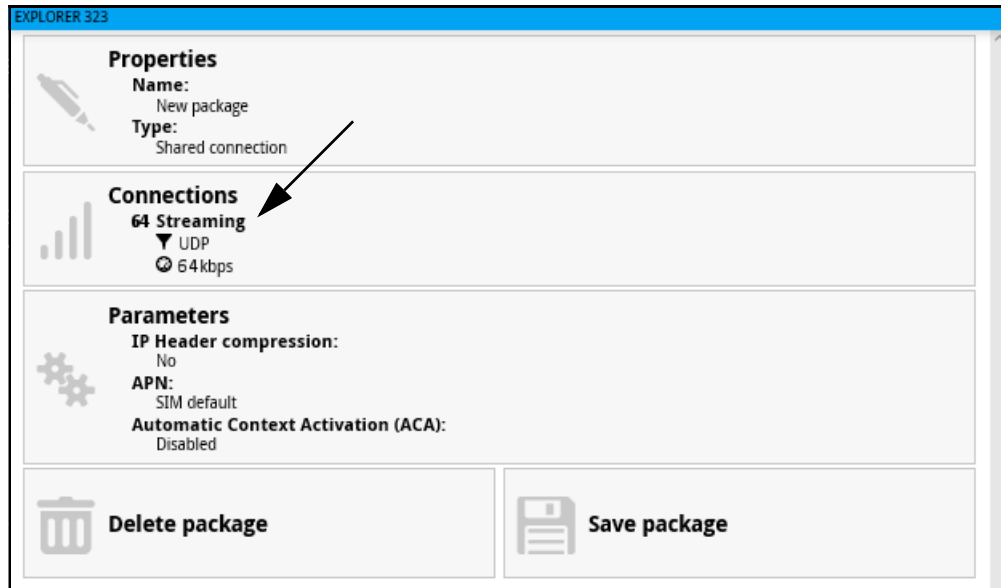 EXPLORER 323
Properties
Name:
New package
Type:
Shared connection
Connections
64 Streaming
UDP
64kbps
Parameters
IP Header compression:
No
APN:
SIM default
Automatic Context Activation (ACA):
Disabled
Delete package
Save package